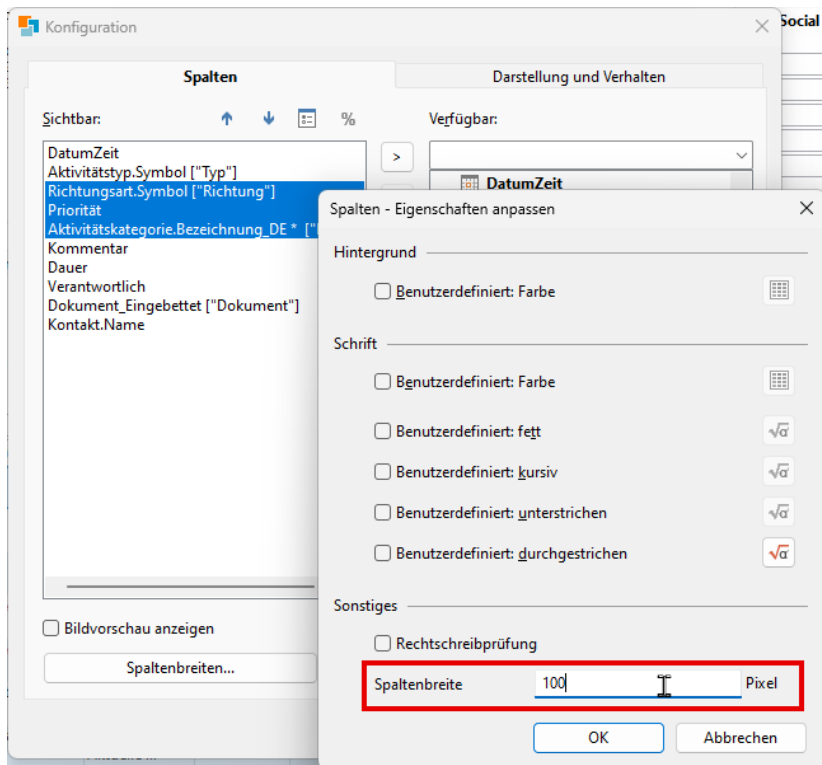 Konfiguration
Social
Spalten
Darstellung und Verhalten
Sichtbar:
%
Verfügbar:
DatumZeit
Aktivitätstyp.Symbol ["Typ"]
Richtungsart.Symbol ["Richtung"]
Priorität
Aktivitätskategorie.Bezeichnung_DE * ["
Kommentar
Dauer
Verantwortlich
Dokument_Eingebettet ["Dokument"]
Kontakt.Name
>
DatumZeit
Bildvorschau anzeigen
Spaltenbreiten...
Spalten - Eigenschaften anpassen
Hintergrund
Benutzerdefiniert: Farbe
Schrift
Benutzerdefiniert: Farbe
Benutzerdefiniert: fett
√α
Benutzerdefiniert: kursiv
√α
Benutzerdefiniert: unterstrichen
√α
Benutzerdefiniert: durchgestrichen
√α
Sonstiges
Rechtschreibprüfung
Spaltenbreite 100 Pixel
OK
Abbrechen